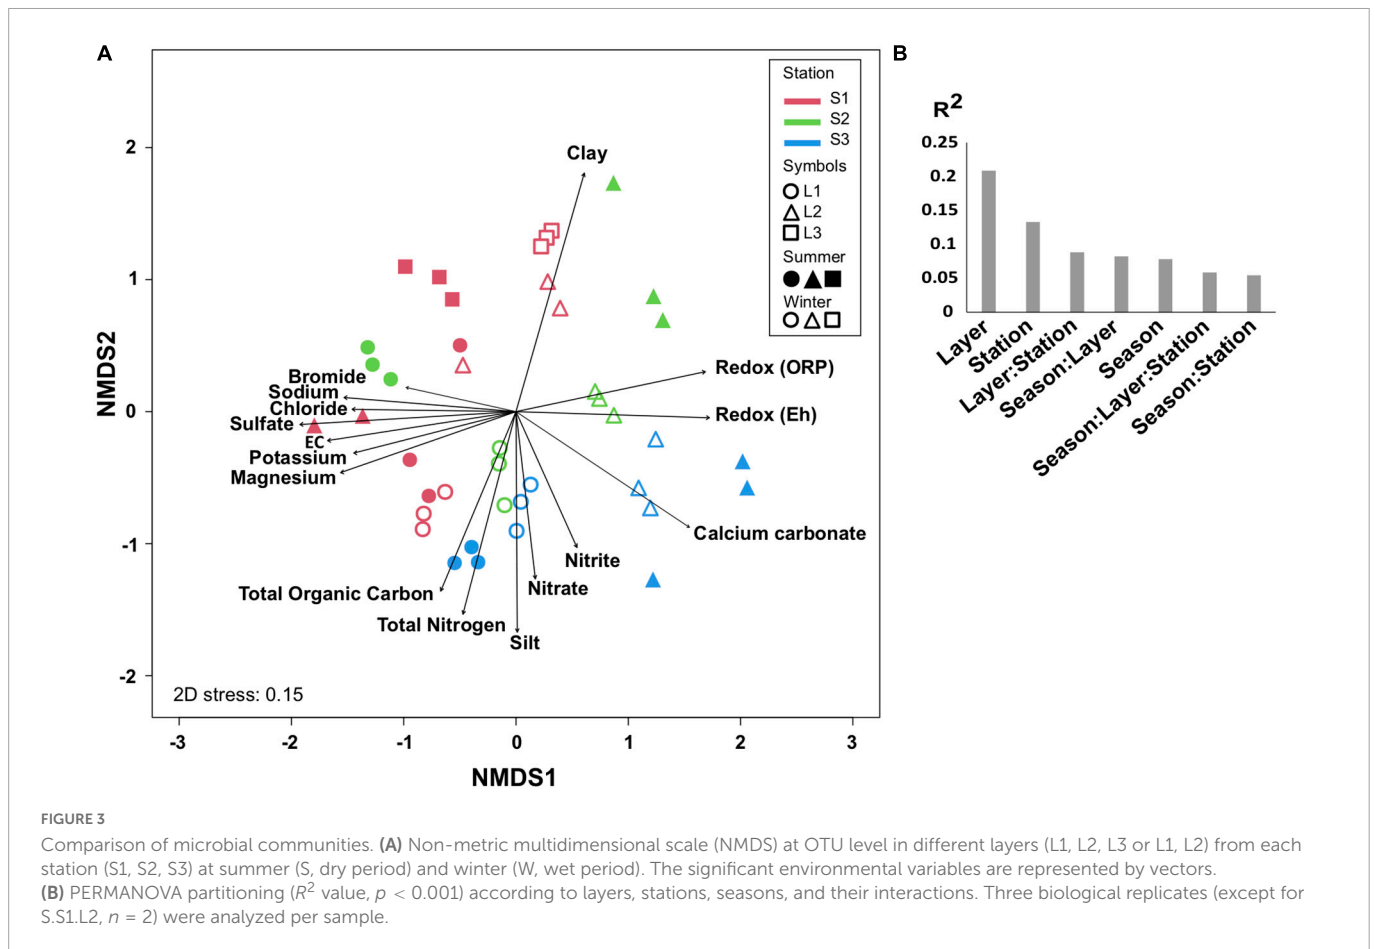 A
Station
S1
S2
S3
Symbols
L1
L2
L3
Summer
Winter
Clay
Redox (ORP)
Redox (Eh)
Bromide
Sodium
Chloride
Sulfate
EC
Potassium
Magnesium
Calcium carbonate
Nitrite
Nitrate
Total Organic Carbon
Total Nitrogen
Silt
NMDS2
2
1
0
-1
-2
2D stress: 0.15
-3 -2 -1 0 1 2 3
NMDS1
B
R2
0.25
0.2
0.15
0.1
0.05
0
Layer
Station
Layer:Station
Season:Layer
Season
Season:Layer:Station
Season:Station
FIGURE 3
Comparison of microbial communities. (A) Non-metric multidimensional scale (NMDS) at OTU level in different layers (L1, L2, L3 or L1, L2) from each
station (S1, S2, S3) at summer (S, dry period) and winter (W, wet period). The significant environmental variables are represented by vectors.
(B) PERMANOVA partitioning (R2 value, p < 0.001) according to layers, stations, seasons, and their interactions. Three biological replicates (except for
S.S1.L2, n = 2) were analyzed per sample.